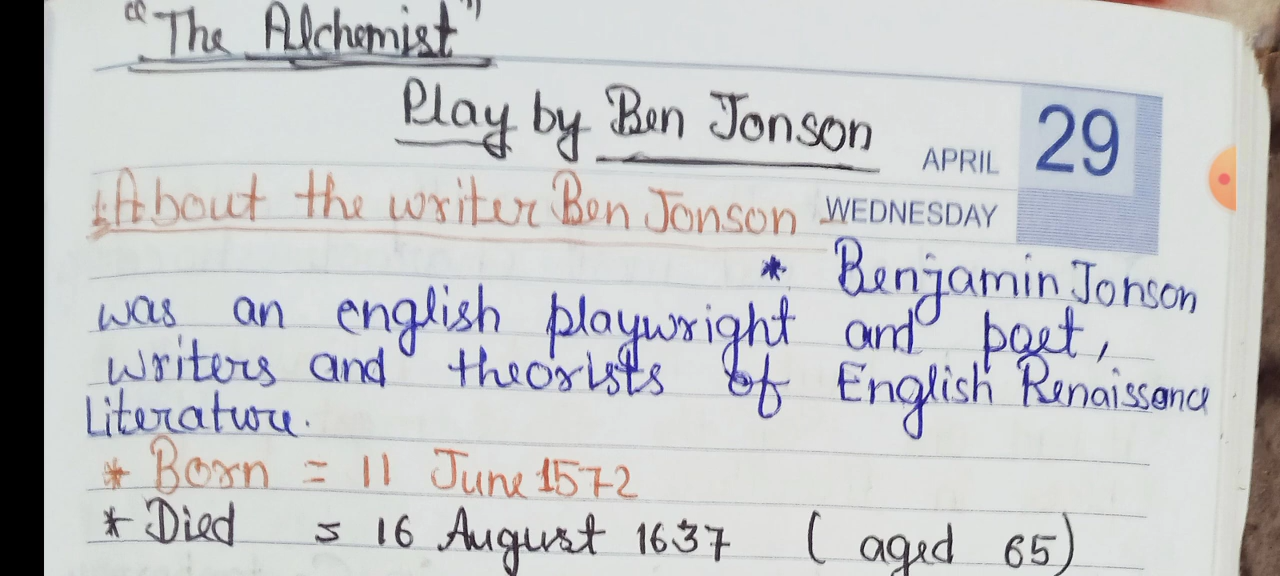 "The Alchemist"
Play by Ben Jonson
APRIL 29
:About the writer Ben Jonson
WEDNESDAY
* Benjamin Jonson
was an english playwright and poet,
writers and theorists of English Renaissance
Literature.
* Born = 11 June 1572
* Died = 16 August 1637 (aged 65)